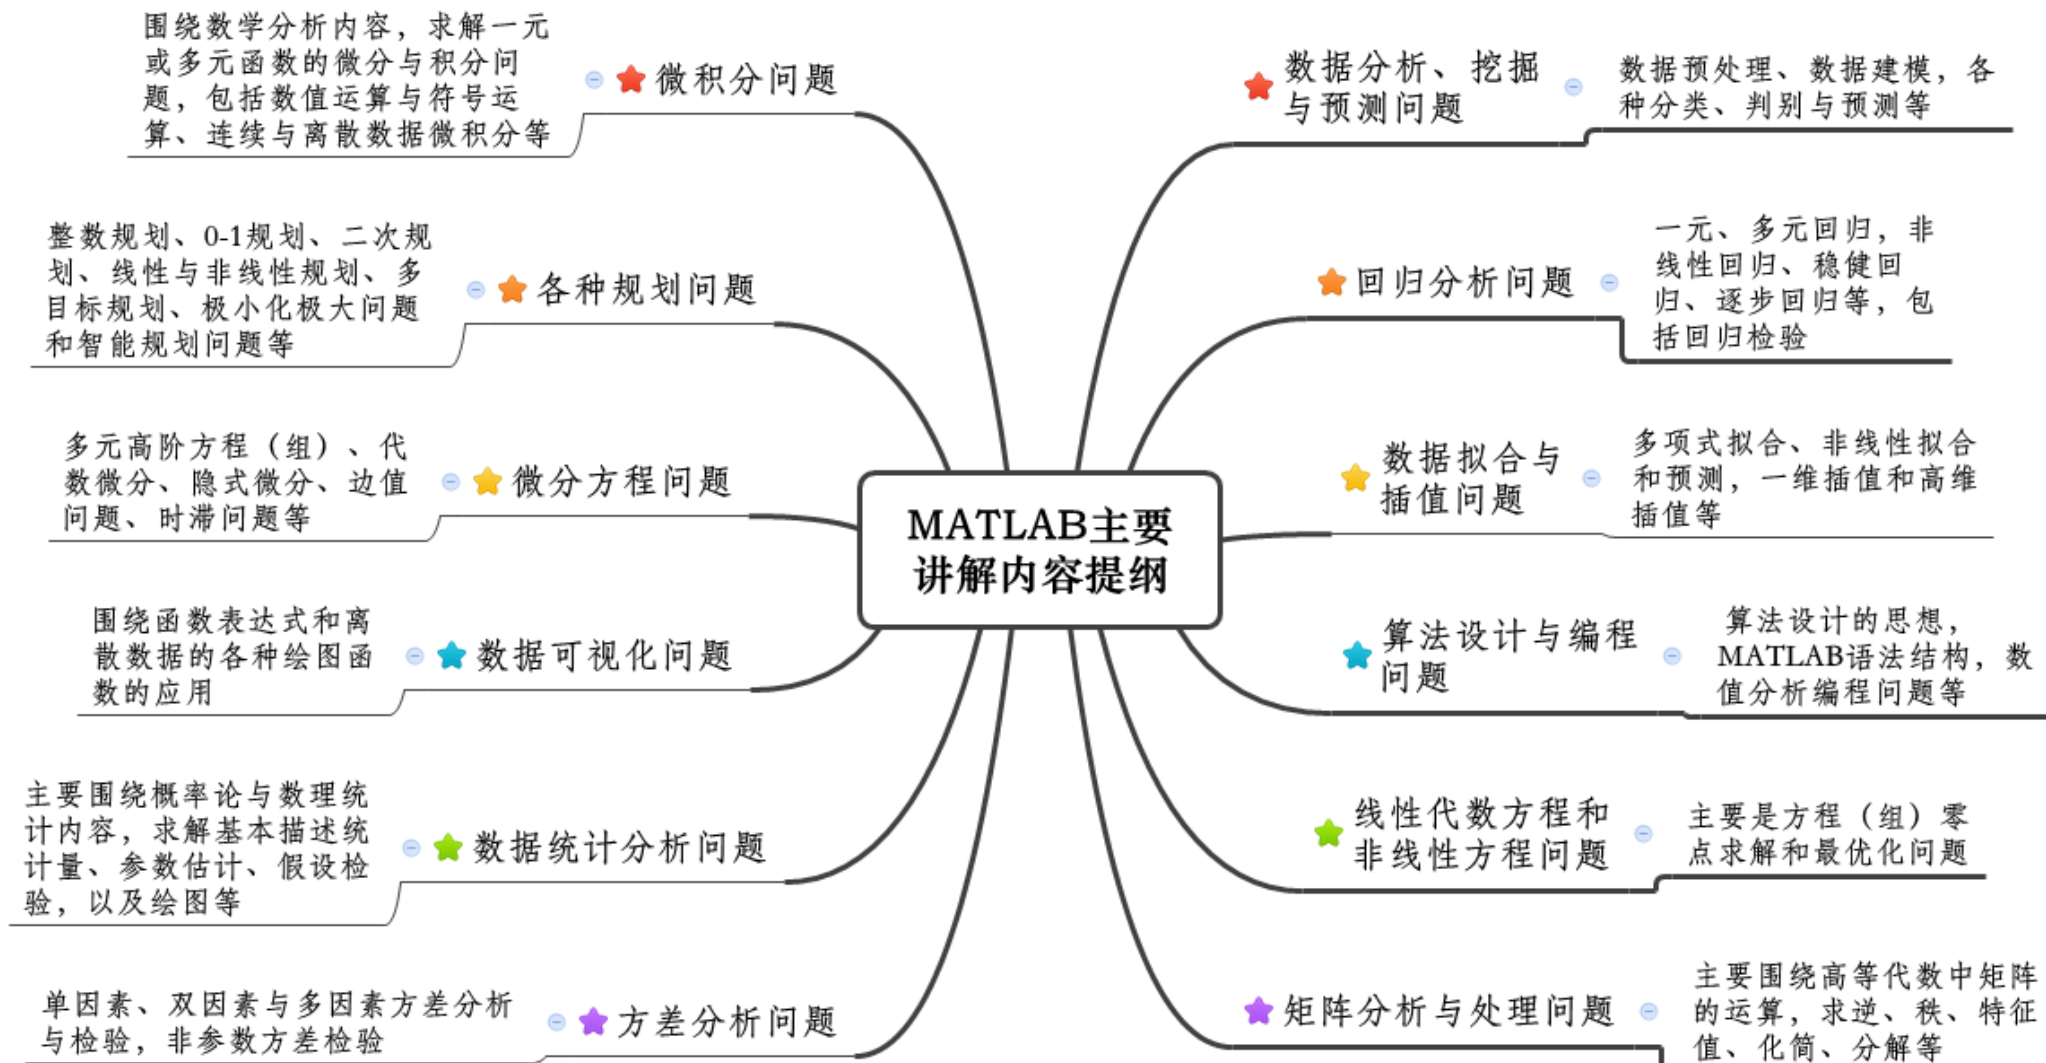 围绕数学分析内容，求解一元
或多元函数的微分与积分问
题，包括数值运算与符号运
算、连续与离散数据微积分等
微积分问题
整数规划、0-1规划、二次规
划、线性与非线性规划、多
目标规划、极小化极大问题
和智能规划问题等
各种规划问题
多元高阶方程（组）、代
数微分、隐式微分、边值
问题、时滞问题等
微分方程问题
围绕函数表达式和离
散数据的各种绘图函
数的应用
数据可视化问题
主要围绕概率论与数理统
计内容，求解基本描述统
计量、参数估计、假设检
验，以及绘图等
数据统计分析问题
单因素、双因素与多因素方差分析
与检验，非参数方差检验
方差分析问题
MATLAB主要
讲解内容提纲
数据分析、挖掘
与预测问题
数据预处理、数据建模，各
种分类、判别与预测等
回归分析问题
一元、多元回归，非
线性回归、稳健回
归、逐步回归等，包
括回归检验
数据拟合与
插值问题
多项式拟合、非线性拟合
和预测，一维插值和高维
插值等
算法设计与编程
问题
算法设计的思想，
MATLAB语法结构，数
值分析编程问题等
线性代数方程和
非线性方程问题
主要是方程（组）零
点求解和最优化问题
矩阵分析与处理问题
主要围绕高等代数中矩阵
的运算，求逆、秩、特征
值、化简、分解等